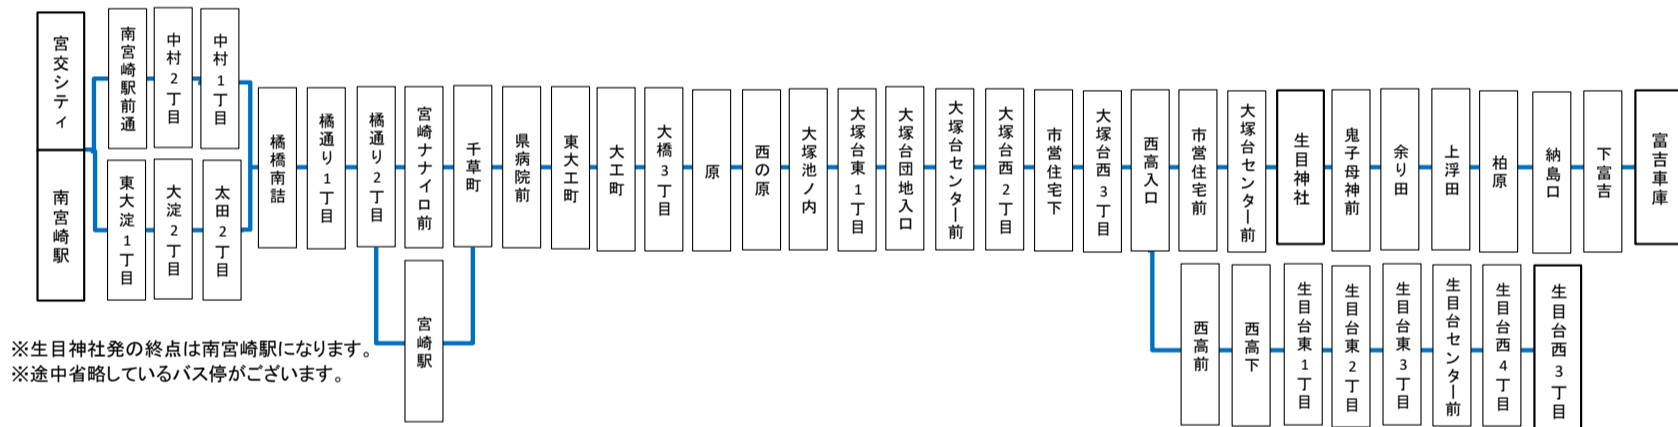 宮交シティ
南宮崎駅
南宮崎駅前通
中村2丁目
中村1丁目
東大淀1丁目
大淀2丁目
太田2丁目
橘橋南詰
橘通り1丁目
橘通り2丁目
宮崎ナナイロ前
宮崎駅
千草町
県病院前
東大工町
大工町
大橋3丁目
原
西の原
大塚池ノ内
大塚台東1丁目
大塚台団地入口
大塚台センター前
大塚台西2丁目
市営住宅下
大塚台西3丁目
西高入口
市営住宅前
大塚台センター前
生目神社
鬼子母神前
余り田
上浮田
柏原
納島口
下富吉
富吉車庫
西高前
西高下
生目台東1丁目
生目台東2丁目
生目台東3丁目
生目台センター前
生目台西4丁目
生目台西3丁目
※生目神社発の終点は南宮崎駅になります。
※途中省略しているバス停がございます。